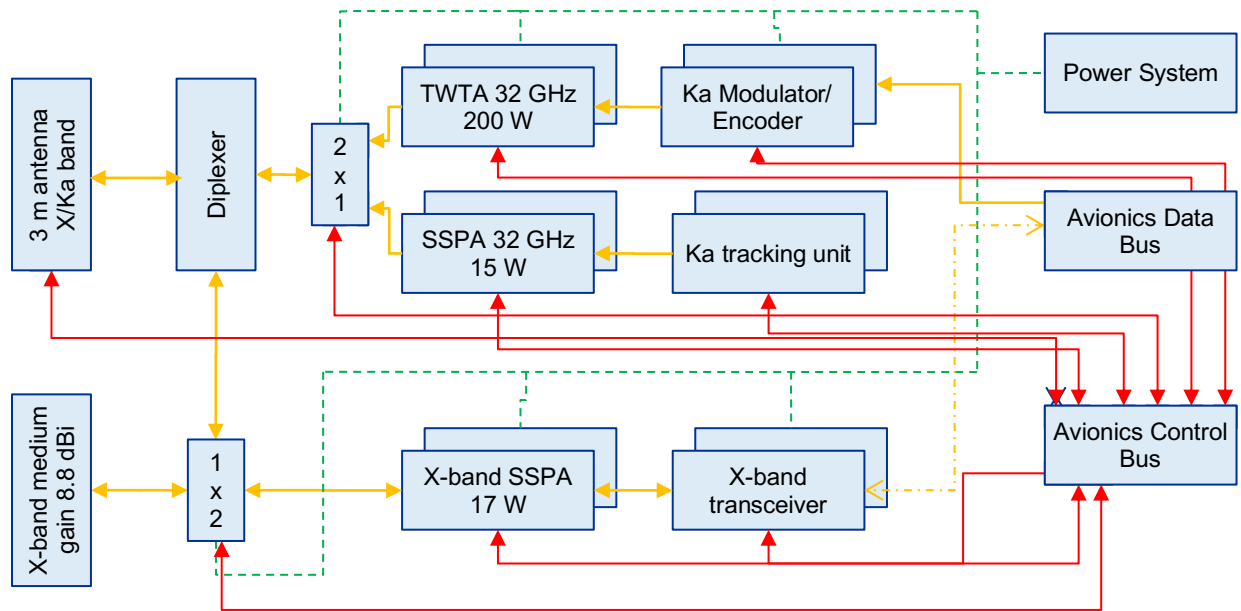 3 m antenna
X/Ka band
Diplexer
2
x
1
TWTA 32 GHz
200 W
Ka Modulator/
Encoder
Power System
SSPA 32 GHz
15 W
Ka tracking unit
Avionics Data
Bus
X-band medium
gain 8.8 dBi
1
x
2
X-band SSPA
17 W
X-band
transceiver
Avionics Control
Bus